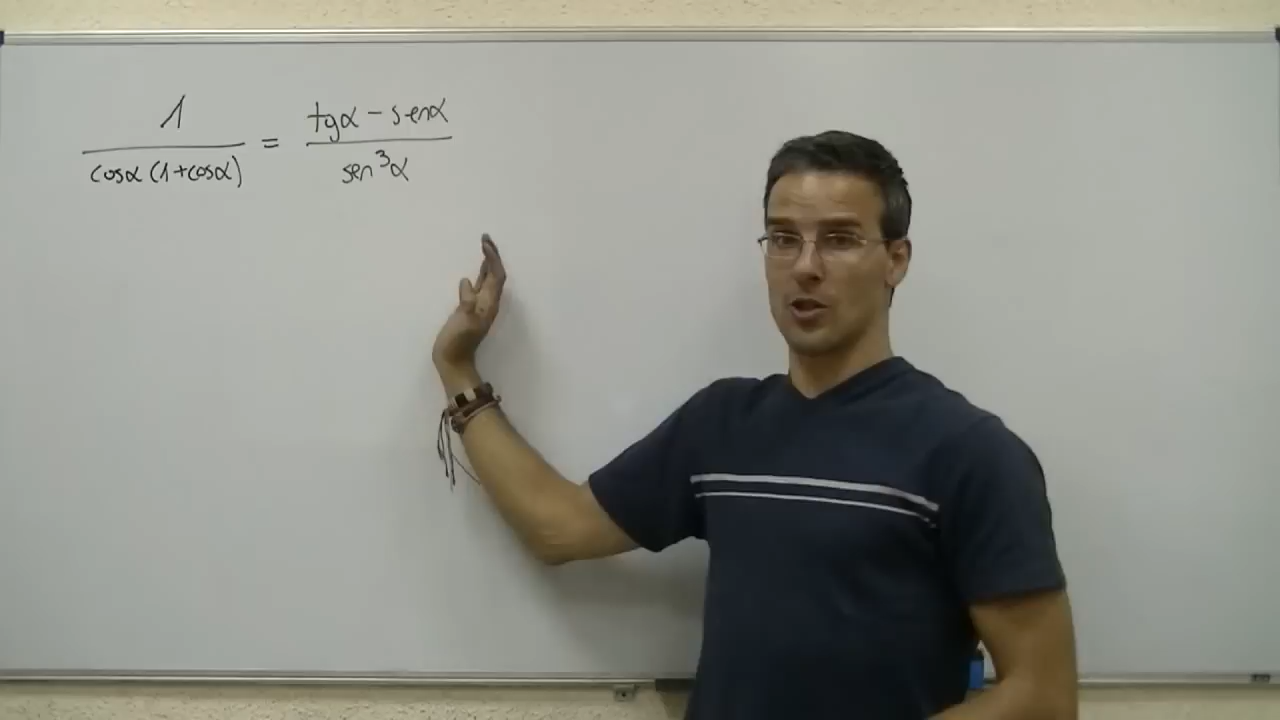 1/(cosα(1+cosα)) = (tgα - senα)/(sen³α)